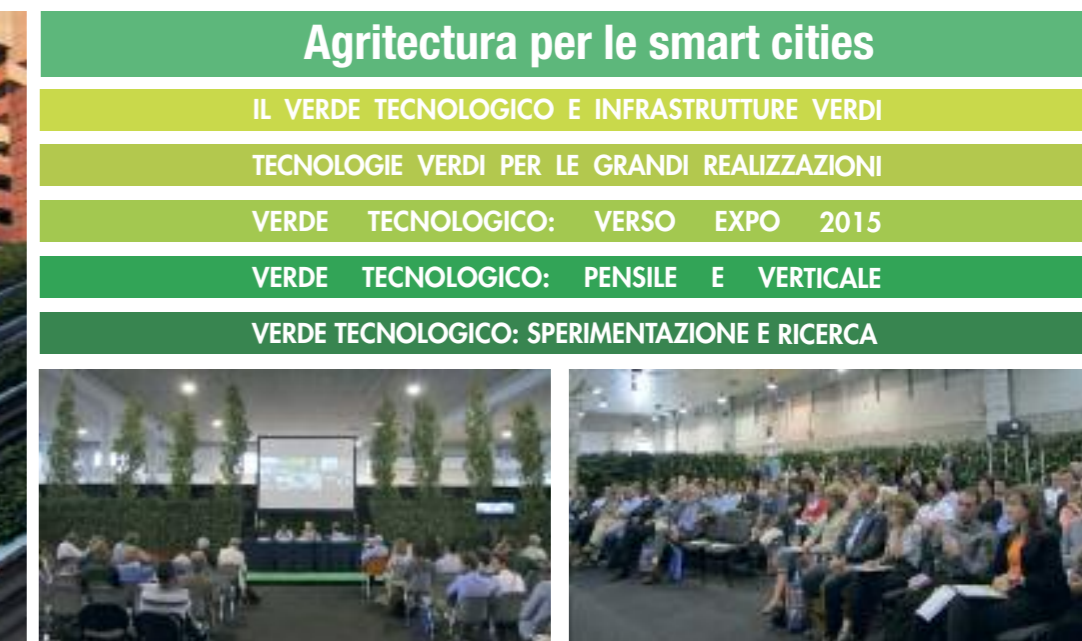 Agritectura per le smart cities
IL VERDE TECNOLOGICO E INFRASTRUTTURE VERDI
TECNOLOGIE VERDI PER LE GRANDI REALIZZAZIONI
VERDE TECNOLOGICO: VERSO EXPO 2015
VERDE TECNOLOGICO: PENSILE E VERTICALE
VERDE TECNOLOGICO: SPERIMENTAZIONE E RICERCA